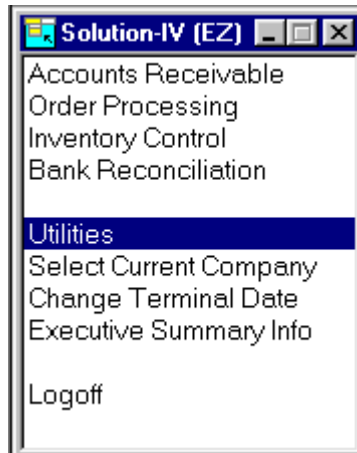 Solution-IV (EZ)
Accounts Receivable
Order Processing
Inventory Control
Bank Reconciliation
Utilities
Select Current Company
Change Terminal Date
Executive Summary Info
Logoff